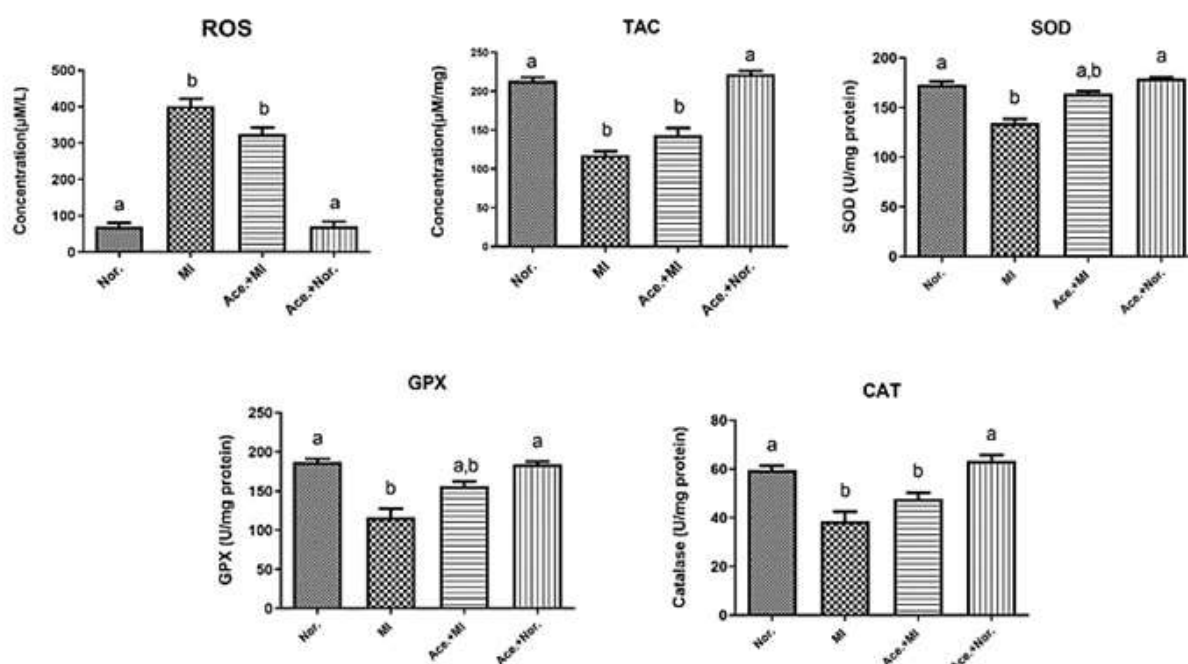 ROS
Concentration[µM/L)
500
400
300
200
100
0
a
b
b
a
Nor.
MI
Ace.+MI
Ace.+Nor.
TAC
Concentration(µM/mg)
250
200
150
100
50
0
a
b
b
a
Nor.
MI
Ace.+MI
Ace.+Nor.
SOD
SOD (U/mg protein)
200
150
100
50
0
a
b
a,b
a
Nor.
MI
Ace.+MI
Ace.+Nor.
GPX
GPX (U/mg protein)
250
200
150
100
50
0
a
b
a,b
a
Nor.
MI
Ace.+MI
Ace.+Nor.
CAT
Catalase (U/mg protein)
80
60
40
20
0
a
b
b
a
Nor.
MI
Ace.+MI
Ace.+Nor.